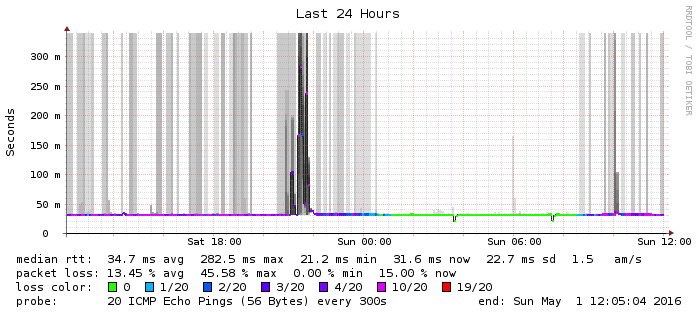 Last 24 Hours
RRDTOOL / TOBI OETIKER
Seconds
300 m
250 m
200 m
150 m
100 m
50 m
0
Sat 18:00 Sun 00:00 Sun 06:00 Sun 12:00
median rtt: 34.7 ms avg 282.5 ms max 21.2 ms min 31.6 ms now 22.7 ms sd 1.5 am/s
packet loss: 13.45 % avg 45.58 % max 0.00 % min 15.00 % now
loss color: 0 1/20 2/20 3/20 4/20 10/20 19/20
probe: 20 ICMP Echo Pings (56 Bytes) every 300s end: Sun May 1 12:05:04 2016